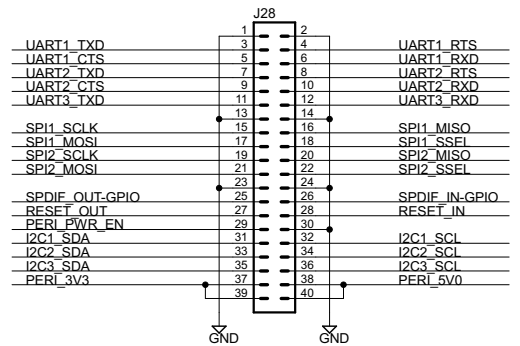 J28
1 2
UART1_TXD 3 4 UART1_RTS
UART1_CTS 5 6 UART1_RXD
UART2_TXD 7 8 UART2_RTS
UART2_CTS 9 10 UART2_RXD
UART3_TXD 11 12 UART3_RXD
13 14
SPI1_SCLK 15 16 SPI1_MISO
SPI1_MOSI 17 18 SPI1_SSEL
SPI2_SCLK 19 20 SPI2_MISO
SPI2_MOSI 21 22 SPI2_SSEL
23 24
SPDIF_OUT-GPIO 25 26 SPDIF_IN-GPIO
RESET_OUT 27 28 RESET_IN
PERI_PWR_EN 29 30
I2C1_SDA 31 32 I2C1_SCL
I2C2_SDA 33 34 I2C2_SCL
I2C3_SDA 35 36 I2C3_SCL
PERI_3V3 37 38 PERI_5V0
39 40
GND GND